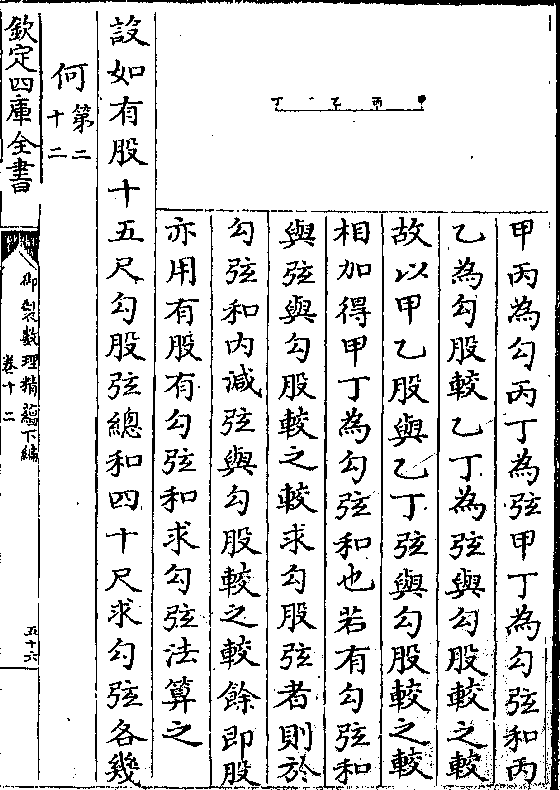 丁　乙　丙　甲
甲丙為勾丙丁為弦甲丁為勾弦和丙
乙為勾股較乙丁為弦與勾股較之較
故以甲乙股與乙丁弦與勾股較之較
相加得甲丁為勾弦和也若有勾弦和
與弦與勾股較之較求勾股弦者則於
勾弦和內減弦與勾股較之較餘即股
亦用有股有勾弦和求勾弦法算之
設如有股十五尺勾股弦總和四十尺求勾弦各幾
何第二十二
欽定四庫全書
御製數理精蘊下編
卷十二
五十六